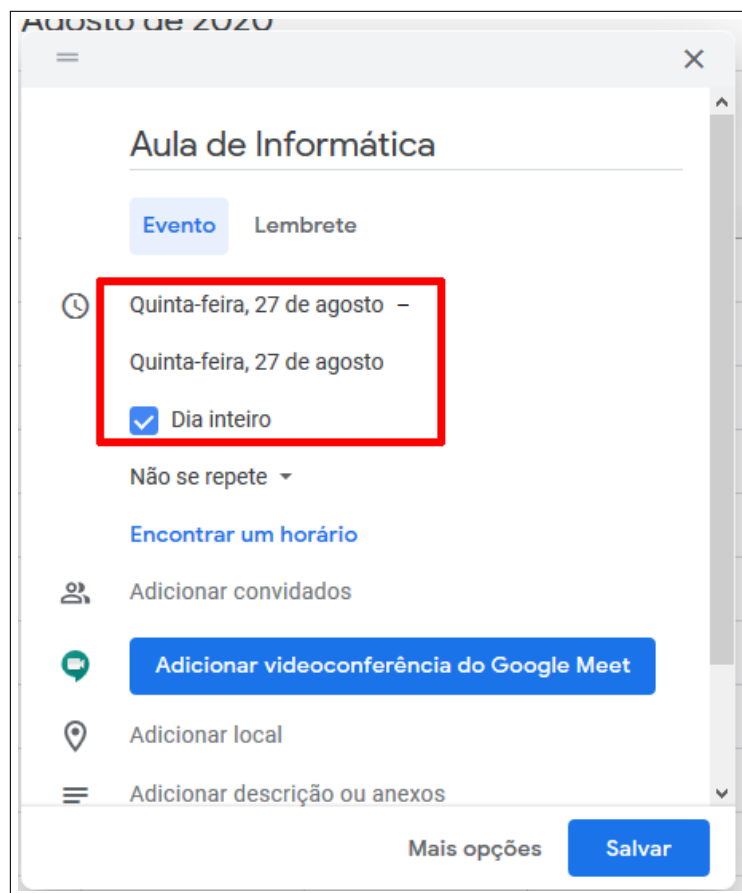 Agosto de 2020
Aula de Informática
Evento Lembrete
Quinta-feira, 27 de agosto –
Quinta-feira, 27 de agosto
Dia inteiro
Não se repete
Encontrar um horário
Adicionar convidados
Adicionar videoconferência do Google Meet
Adicionar local
Adicionar descrição ou anexos
Mais opções Salvar